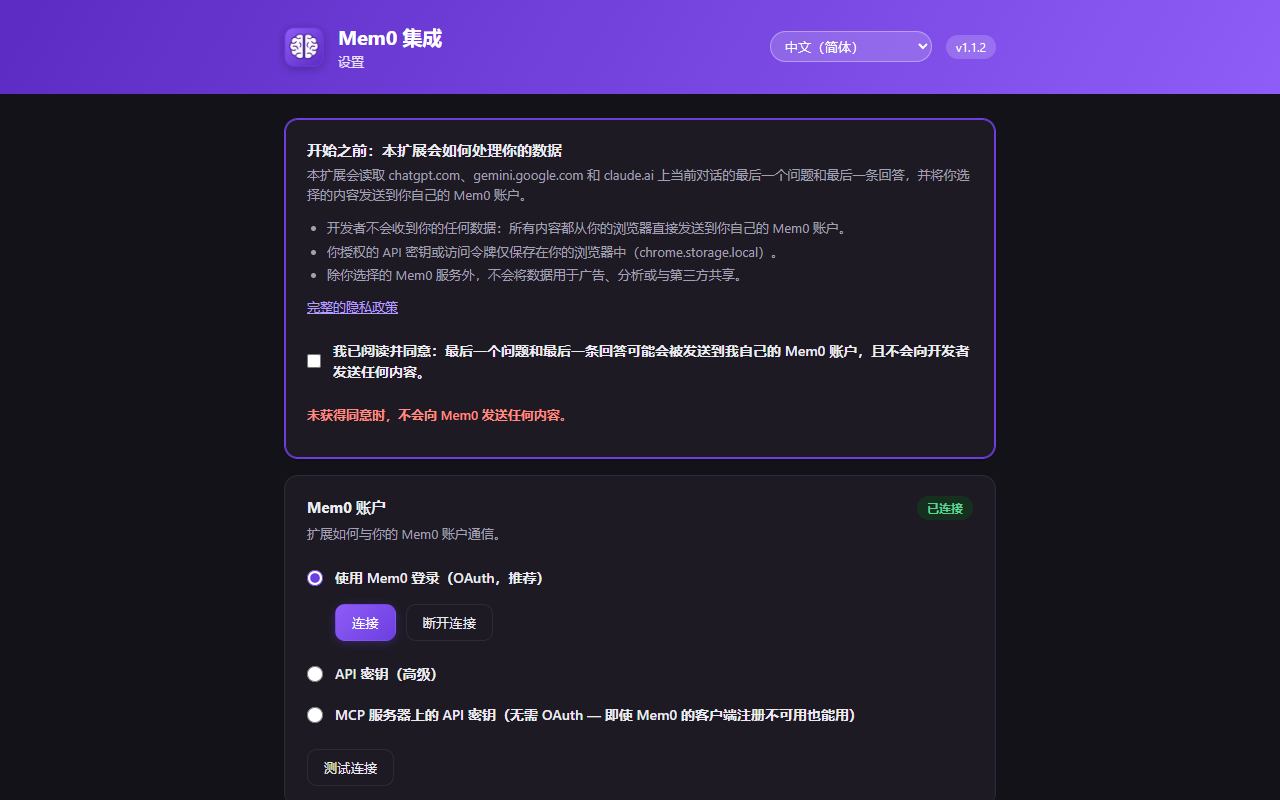 Mem0 集成
设置
中文（简体）
v1.1.2
开始之前：本扩展会如何处理你的数据
本扩展会读取 chatgpt.com、gemini.google.com 和 claude.ai 上当前对话的最后一个问题和最后一条回答，并将你选
择的内容发送到你自己的 Mem0 账户。
开发者不会收到你的任何数据：所有内容都从你的浏览器直接发送到你自己的 Mem0 账户。
你授权的 API 密钥或访问令牌仅保存在你的浏览器中（chrome.storage.local）。
除你选择的 Mem0 服务外，不会将数据用于广告、分析或与第三方共享。
完整的隐私政策
我已阅读并同意：最后一个问题和最后一条回答可能会被发送到我自己的 Mem0 账户，且不会向开发者
发送任何内容。
未获得同意时，不会向 Mem0 发送任何内容。
Mem0 账户
已连接
扩展如何与你的 Mem0 账户通信。
使用 Mem0 登录（OAuth，推荐）
连接
断开连接
API 密钥（高级）
MCP 服务器上的 API 密钥（无需 OAuth — 即使 Mem0 的客户端注册不可用也能用）
测试连接